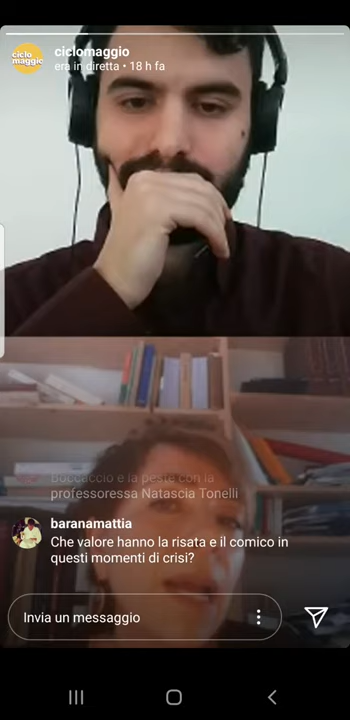 ciclo
maggio
ciclomaggio
era in diretta • 18 h fa
Boccaccio e la peste con la
professoressa Natascia Tonelli
baranamattia
Che valore hanno la risata e il comico in
questi momenti di crisi?
Invia un messaggio